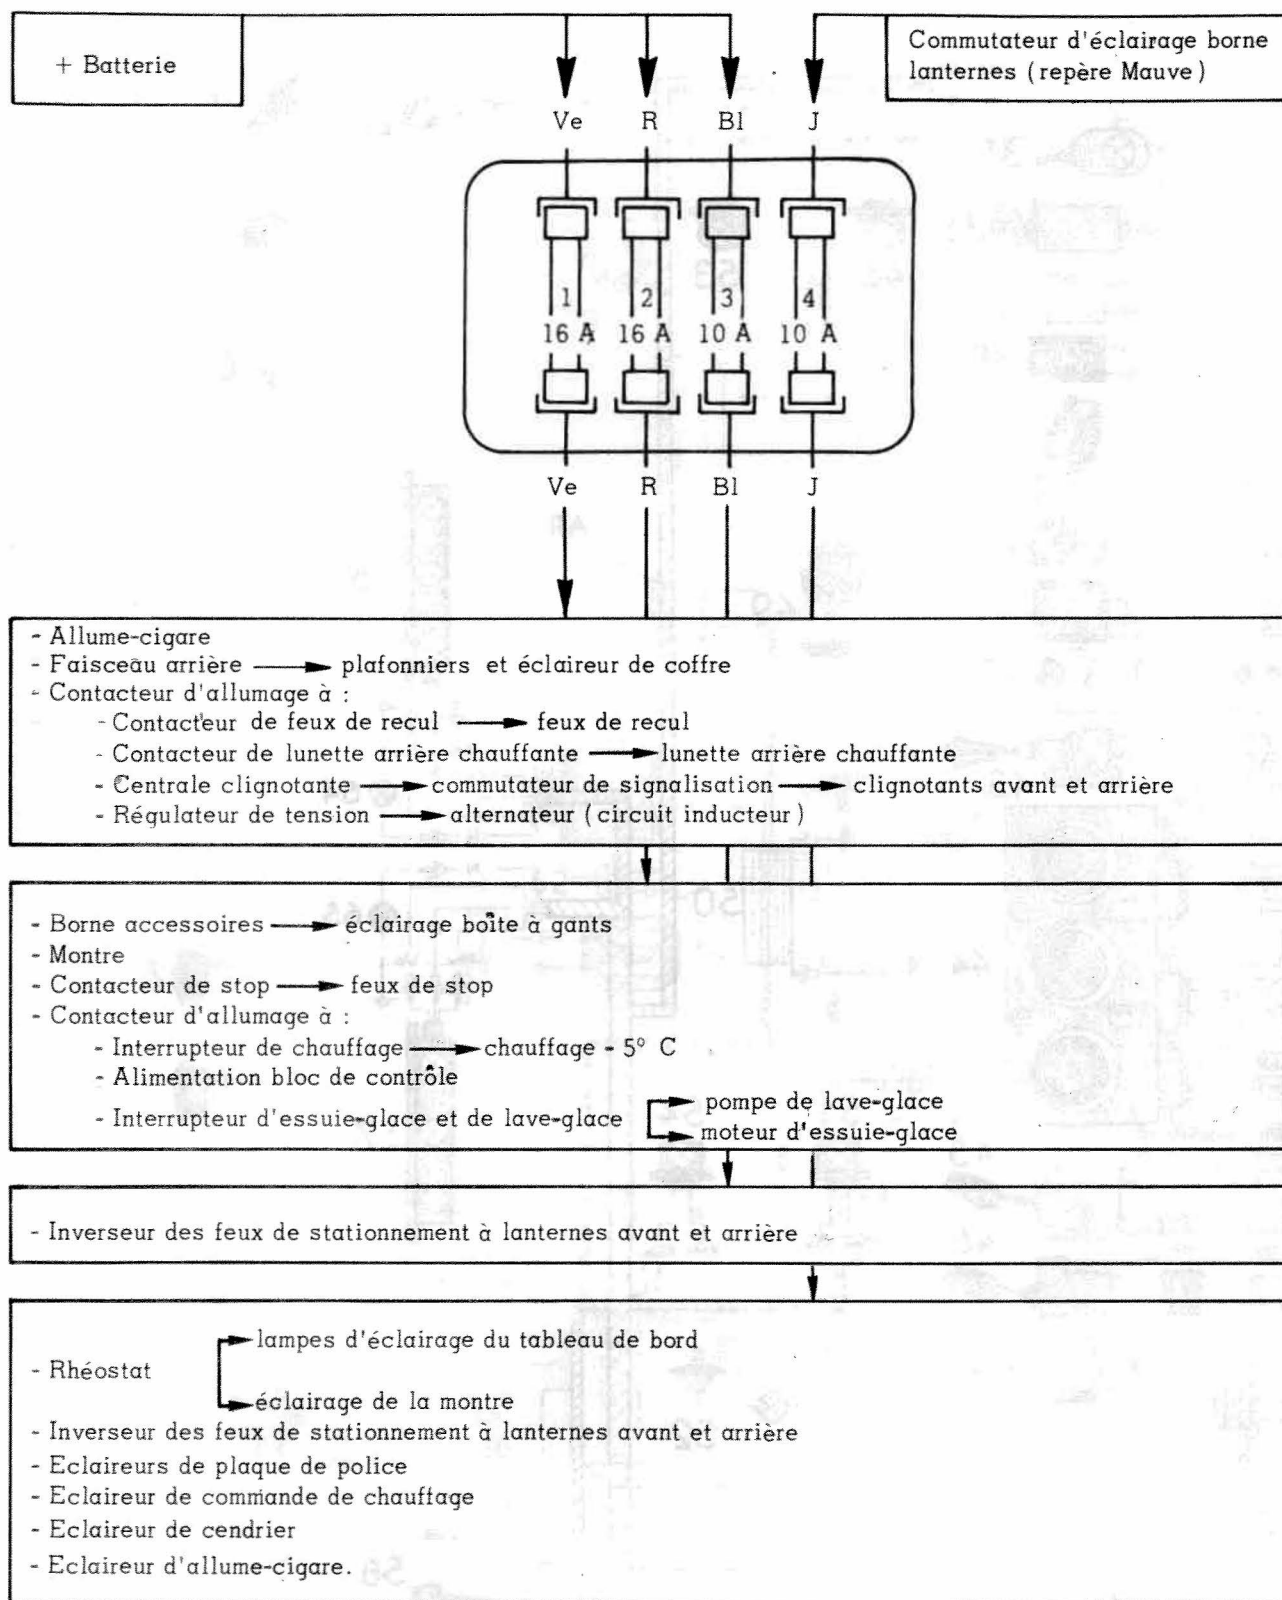 + Batterie
Commutateur d'éclairage borne
lanternes (repère Mauve)
Ve R Bl J
1 2 3 4
16 A 16 A 10 A 10 A
Ve R Bl J
- Allume-cigare
- Faisceau arrière plafonniers et éclaireur de coffre
- Contacteur d'allumage à :
- Contacteur de feux de recul feux de recul
- Contacteur de lunette arrière chauffante lunette arrière chauffante
- Centrale clignotante commutateur de signalisation clignotants avant et arrière
- Régulateur de tension alternateur (circuit inducteur)
- Borne accessoires éclairage boîte à gants
- Montre
- Contacteur de stop feux de stop
- Contacteur d'allumage à :
- Interrupteur de chauffage chauffage - 5° C
- Alimentation bloc de contrôle
- Interrupteur d'essuie-glace et de lave-glace
pompe de lave-glace
moteur d'essuie-glace
- Inverseur des feux de stationnement à lanternes avant et arrière
lampes d'éclairage du tableau de bord
- Rhéostat
éclairage de la montre
- Inverseur des feux de stationnement à lanternes avant et arrière
- Eclaireurs de plaque de police
- Eclaireur de commande de chauffage
- Eclaireur de cendrier
- Eclaireur d'allume-cigare.